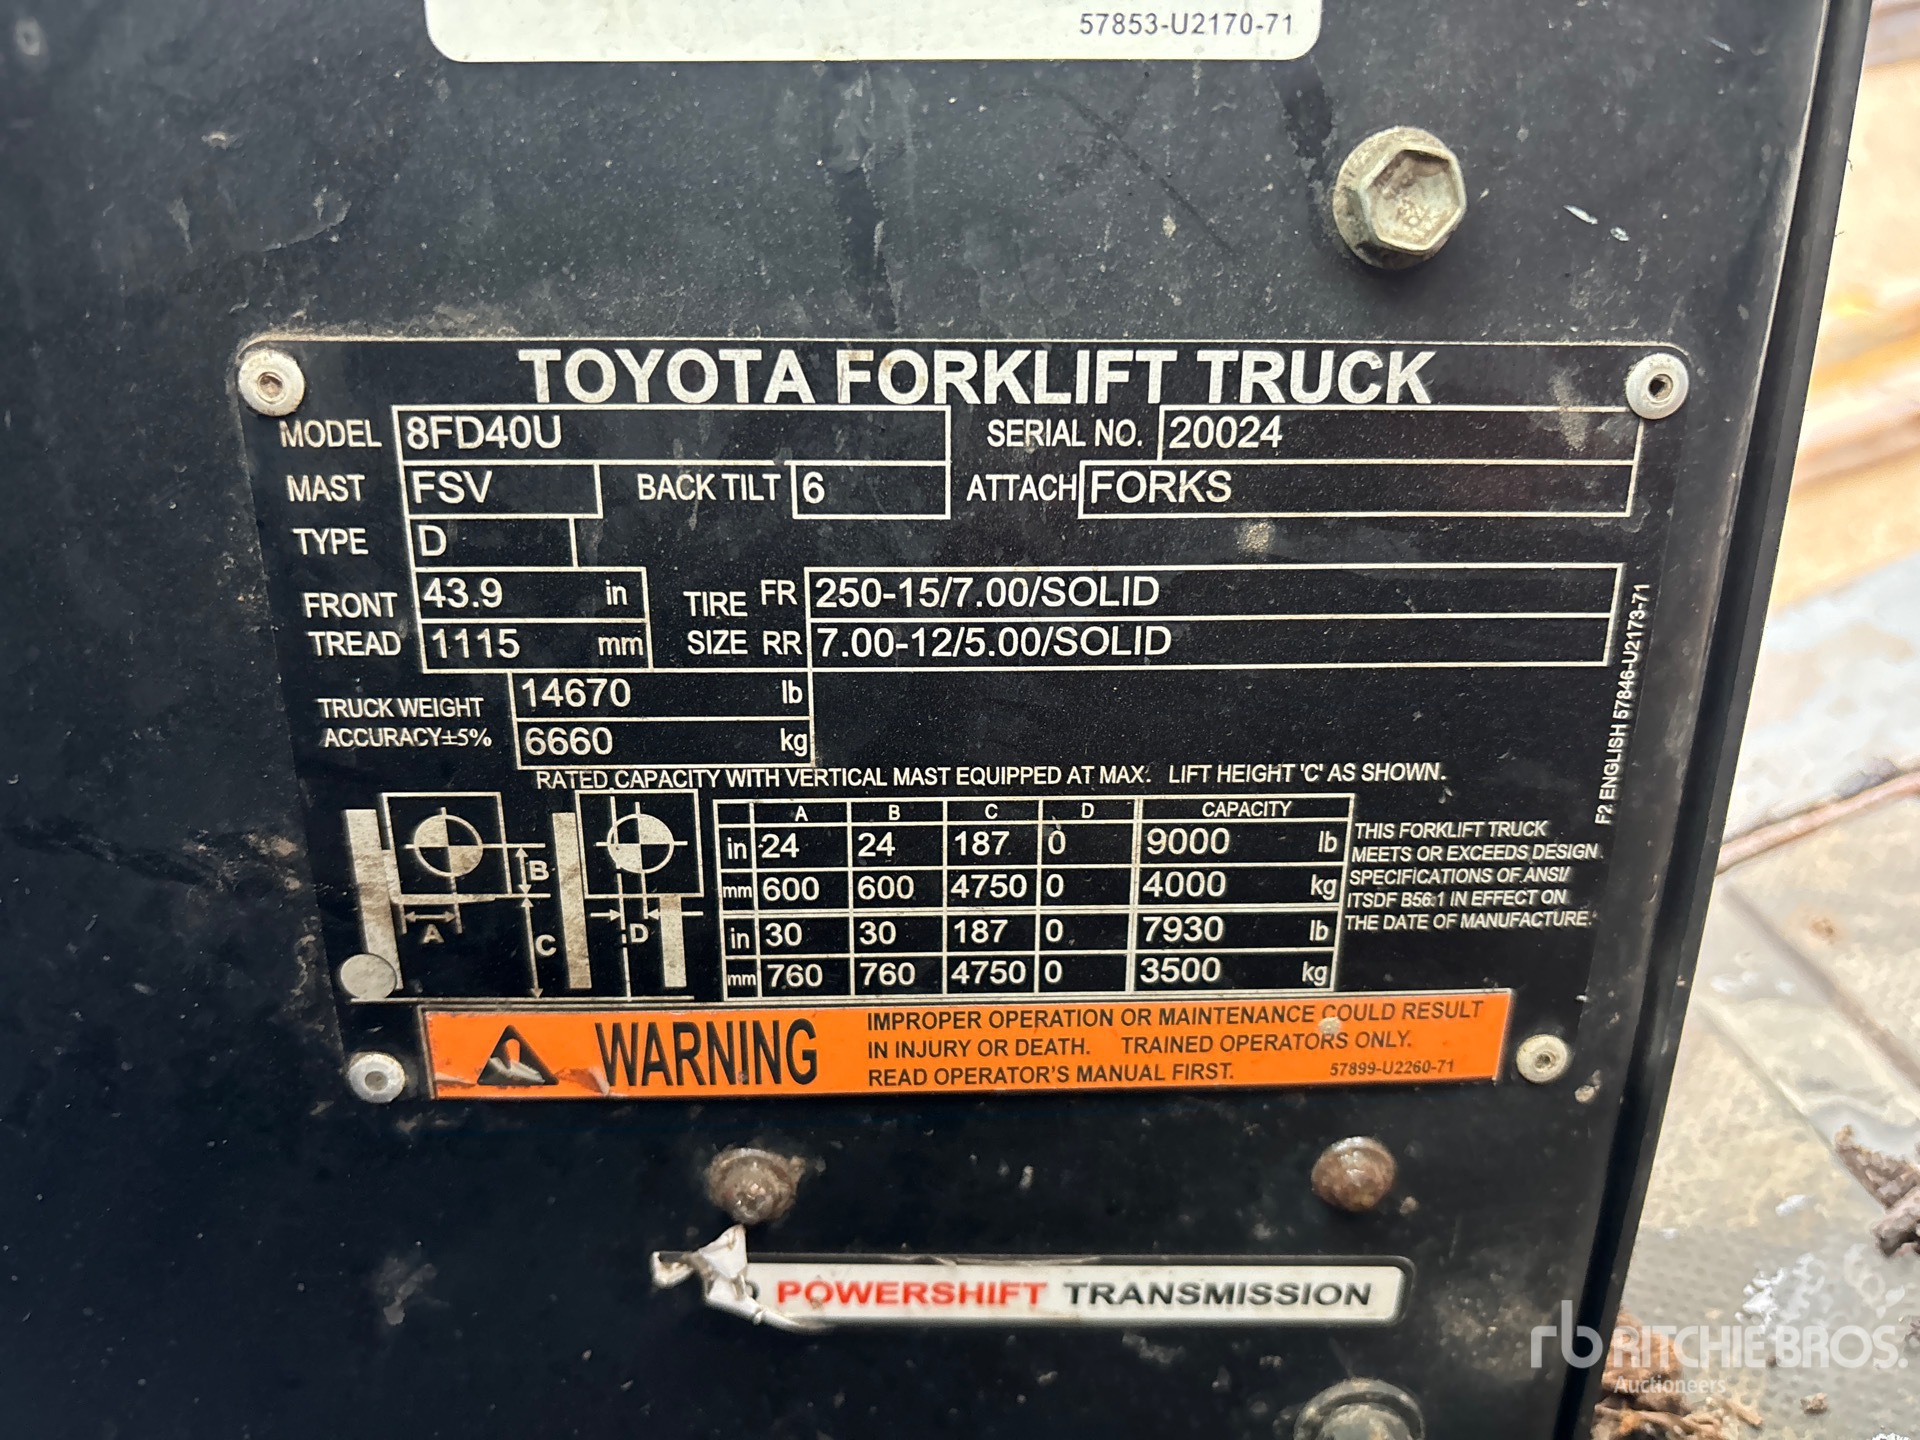 57853-U2170-71
TOYOTA FORKLIFT TRUCK
MODEL 8FD40U SERIAL NO. 20024
MAST FSV BACK TILT 6 ATTACH FORKS
TYPE D
FRONT TREAD 43.9 in
1115 mm
TIRE SIZE FR 250-15/7.00/SOLID
RR 7.00-12/5.00/SOLID
TRUCK WEIGHT 14670 lb
ACCURACY±5% 6660 kg
RATED CAPACITY WITH VERTICAL MAST EQUIPPED AT MAX. LIFT HEIGHT 'C' AS SHOWN.
A B C D CAPACITY
in 24 24 187 0 9000 lb
mm 600 600 4750 0 4000 kg
in 30 30 187 0 7930 lb
mm 760 760 4750 0 3500 kg
B
A
C
D
THIS FORKLIFT TRUCK
MEETS OR EXCEEDS DESIGN
SPECIFICATIONS OF ANSI/
ITSDF B56.1 IN EFFECT ON
THE DATE OF MANUFACTURE.
F2 ENGLISH 57846-U2173-71
WARNING
IMPROPER OPERATION OR MAINTENANCE COULD RESULT
IN INJURY OR DEATH. TRAINED OPERATORS ONLY.
READ OPERATOR'S MANUAL FIRST. 57899-U2260-71
POWERSHIFT TRANSMISSION
rb RITCHIE BROS.
Auctioneers